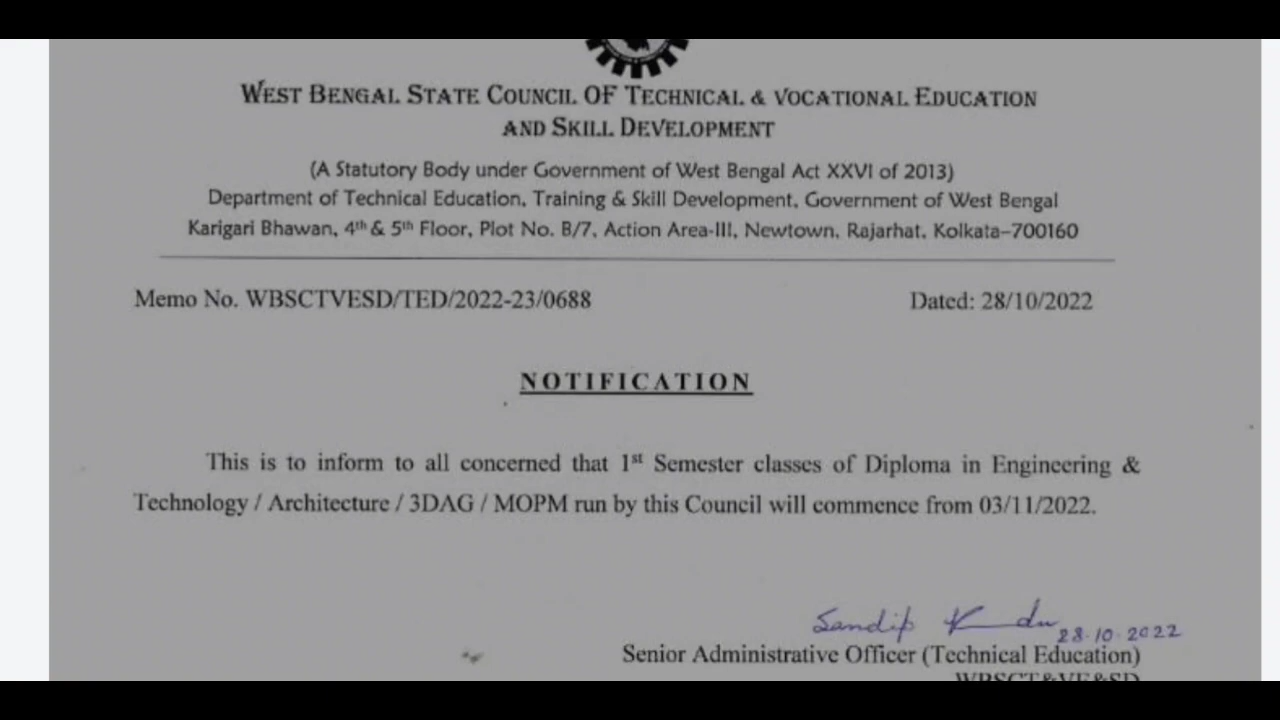 WEST BENGAL STATE COUNCIL OF TECHNICAL & VOCATIONAL EDUCATION
AND SKILL DEVELOPMENT
(A Statutory Body under Government of West Bengal Act XXVI of 2013)
Department of Technical Education, Training & Skill Development, Government of West Bengal
Karigari Bhawan, 4th & 5th Floor, Plot No. B/7, Action Area-III, Newtown, Rajarhat, Kolkata–700160
Memo No. WBSCTVESD/TED/2022-23/0688 Dated: 28/10/2022
NOTIFICATION
This is to inform to all concerned that 1st Semester classes of Diploma in Engineering &
Technology / Architecture / 3DAG / MOPM run by this Council will commence from 03/11/2022.
Sandip
28.10.2022
Senior Administrative Officer (Technical Education)
WBSCT&VE&SD